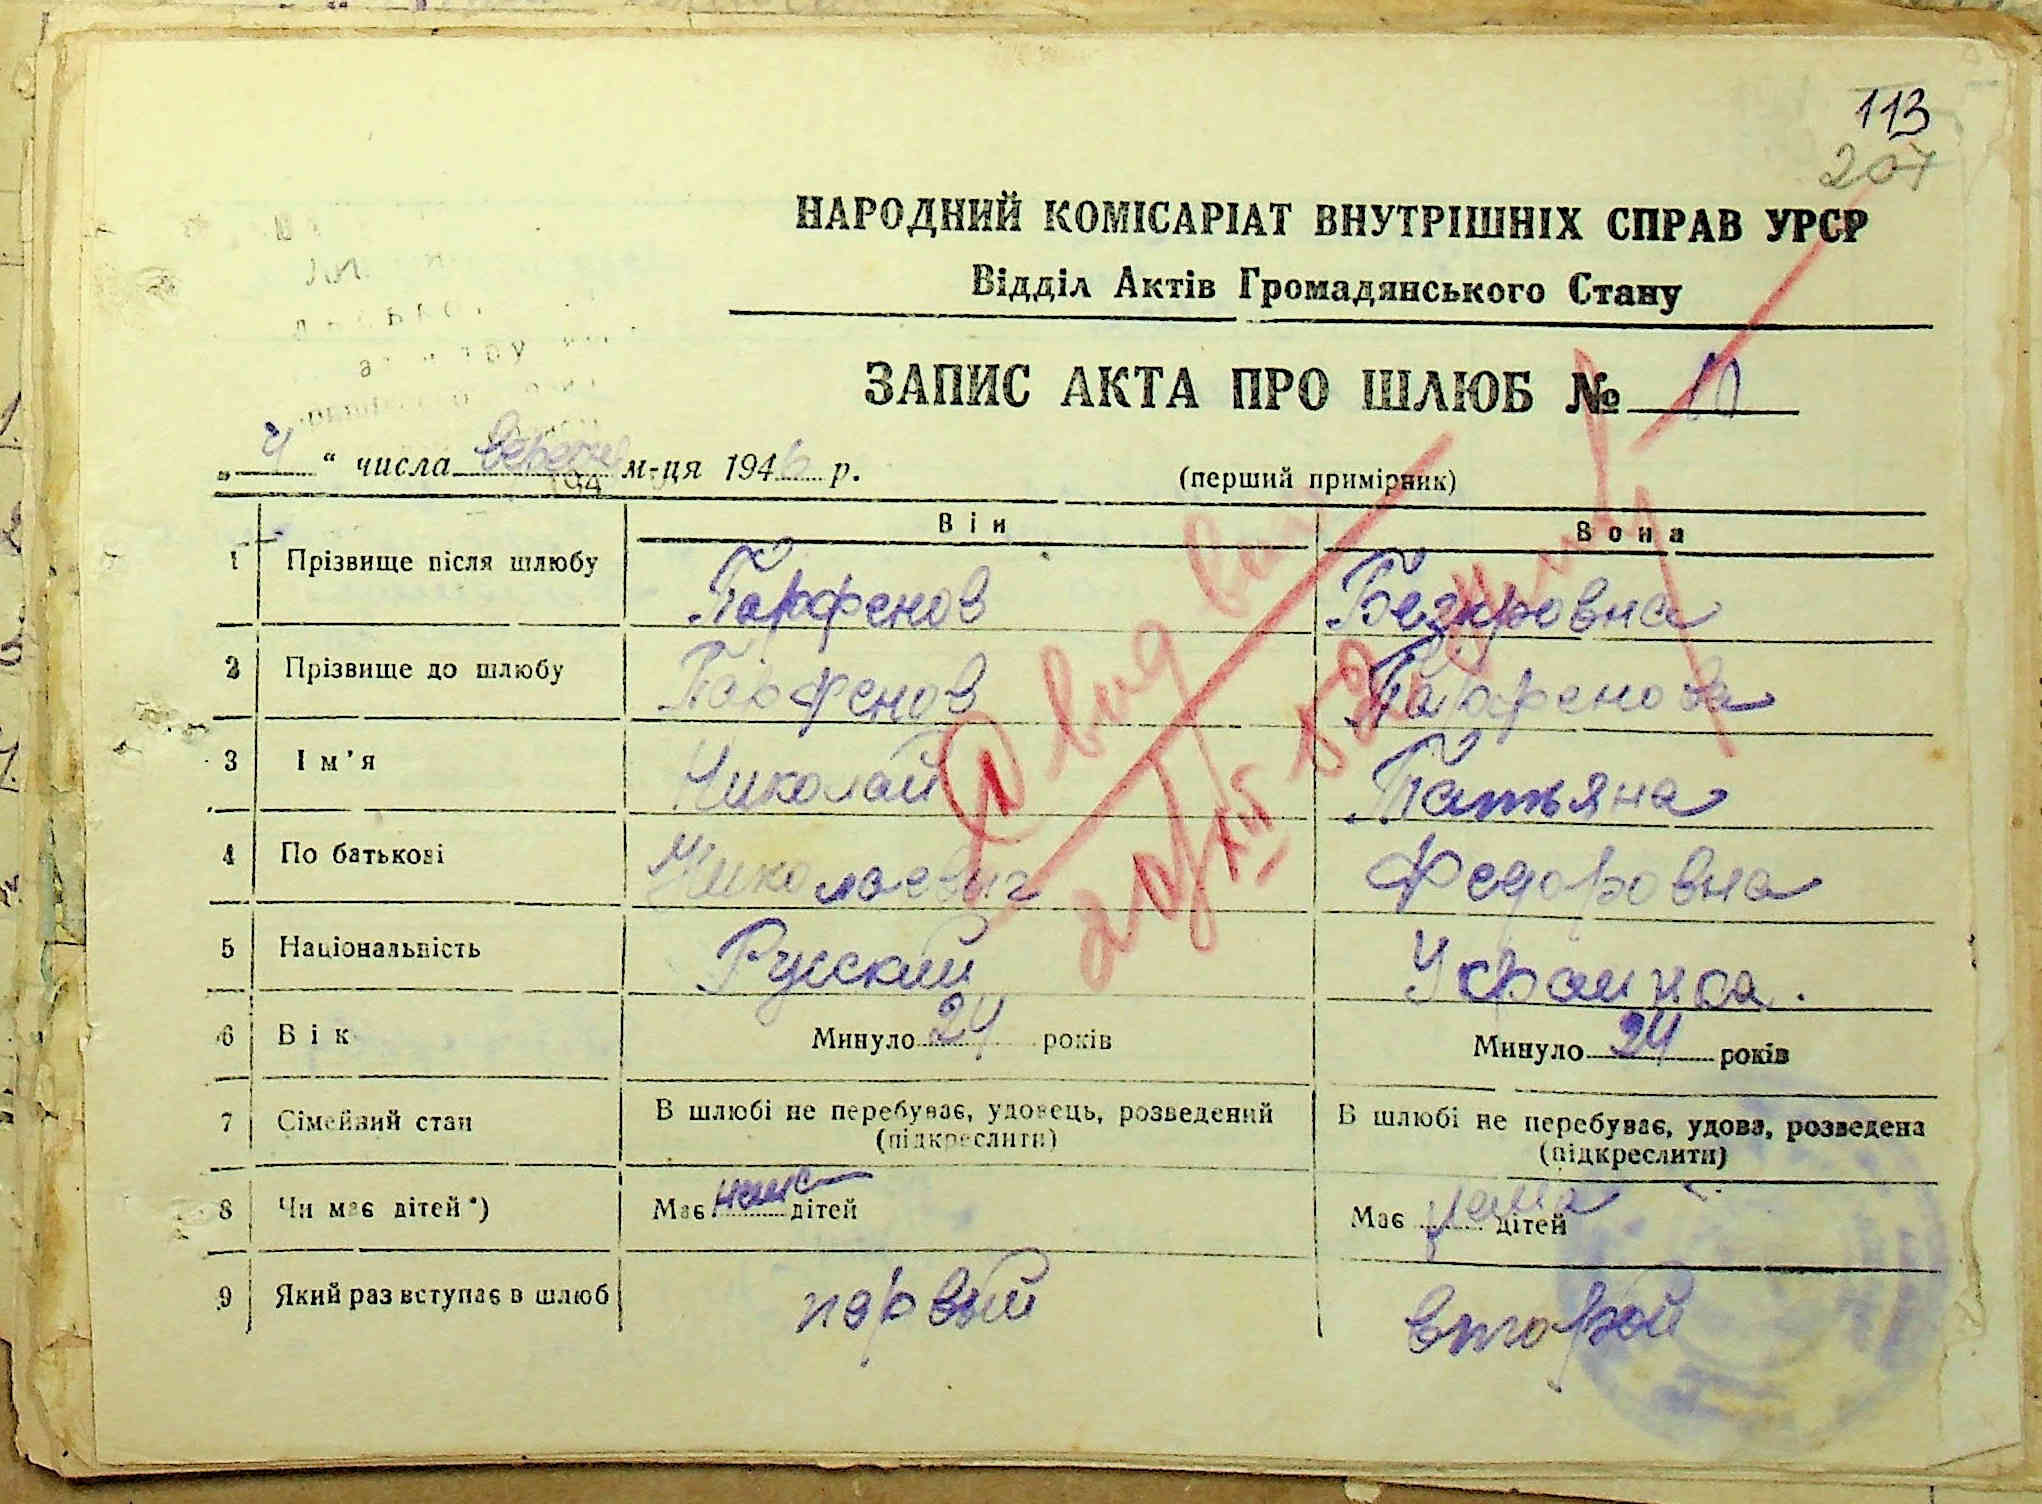 113
207
НАРОДНИЙ КОМІСАРІАТ ВНУТРІШНІХ СПРАВ УРСР
Відділ Актів Громадянського Стану
ЗАПИС АКТА ПРО ШЛЮБ №
„ 4 “ числа м-ця 1946 р.
(перший примірник)
Він Вона
1 Прізвище після шлюбу Парфенов Безкровна
2 Прізвище до шлюбу Парфенов Парфенова
3 Ім'я Николай Татьяна
4 По батькові Николаевич Федоровна
5 Національність Русский Украинка.
6 Вік Минуло 24 років Минуло 24 років
7 Сімейний стан В шлюбі не перебуває, удовець, розведений (підкреслити) В шлюбі не перебуває, удова, розведена (підкреслити)
8 Чи має дітей*) Має дітей Має дітей
9 Який раз вступає в шлюб первый второй